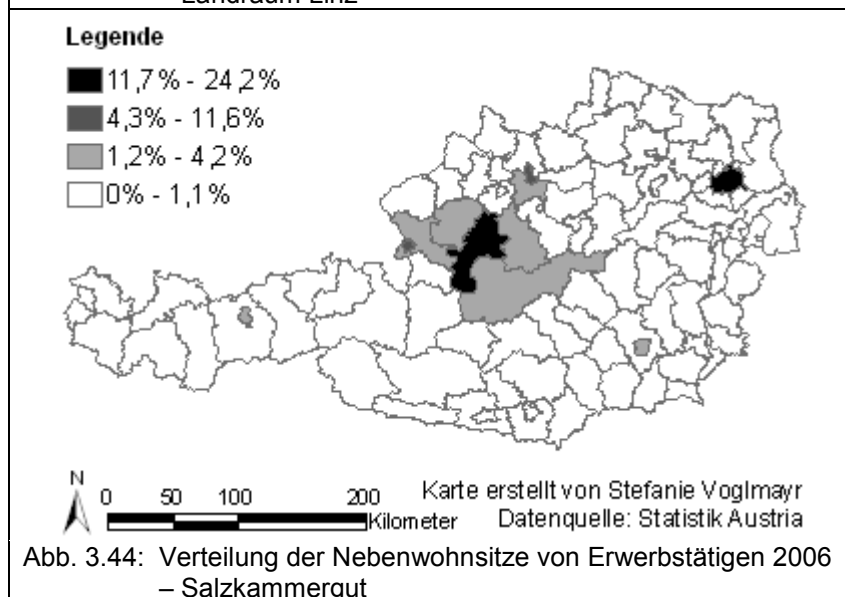 Landraum Linz
Legende
11,7% - 24,2%
4,3% - 11,6%
1,2% - 4,2%
0% - 1,1%
N
0 50 100 200
Kilometer
Karte erstellt von Stefanie Voglmayr
Datenquelle: Statistik Austria
Abb. 3.44: Verteilung der Nebenwohnsitze von Erwerbstätigen 2006
– Salzkammergut